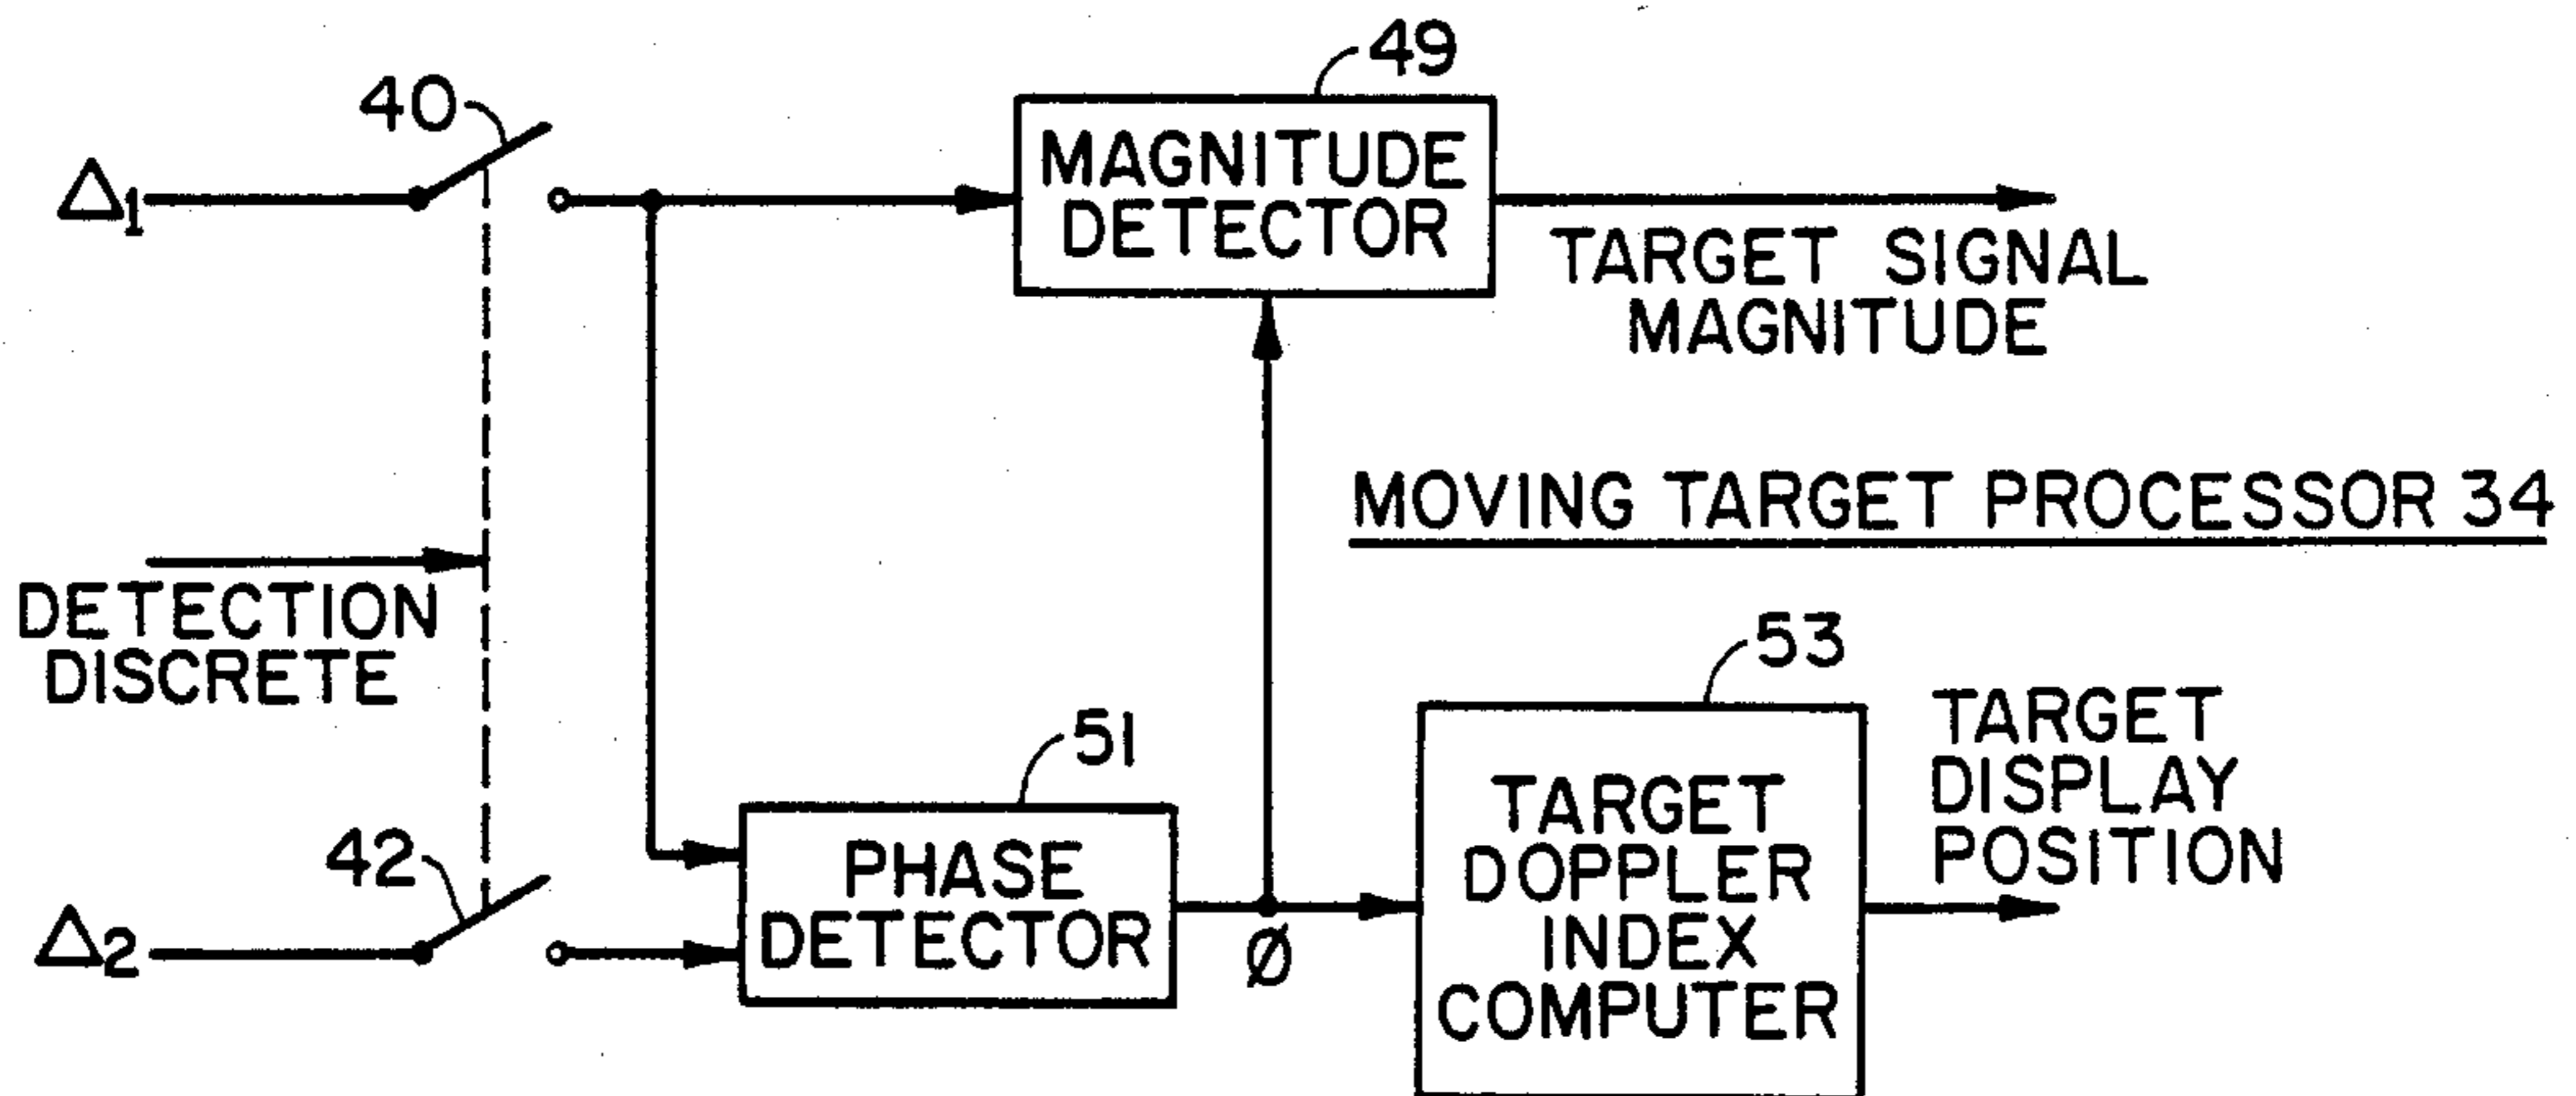 49
40
MAGNITUDE
DETECTOR
Δ1
TARGET SIGNAL
MAGNITUDE
MOVING TARGET PROCESSOR 34
DETECTION
DISCRETE
53
51
TARGET
DISPLAY
POSITION
42
PHASE
DETECTOR
TARGET
DOPPLER
INDEX
COMPUTER
Δ2
Ø